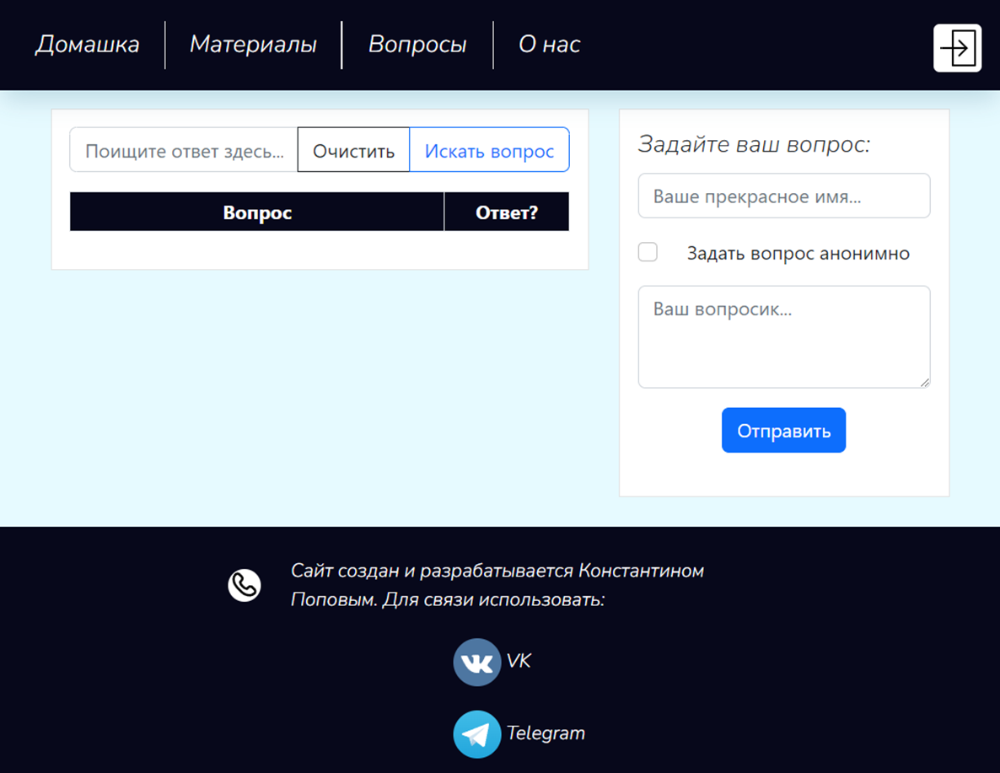 Домашка
Материалы
Вопросы
О нас
Поищите ответ здесь...
Очистить
Искать вопрос
Вопрос
Ответ?
Задайте ваш вопрос:
Ваше прекрасное имя...
Задать вопрос анонимно
Ваш вопросик...
Отправить
Сайт создан и разрабатывается Константином
Поповым. Для связи использовать:
VK
Telegram